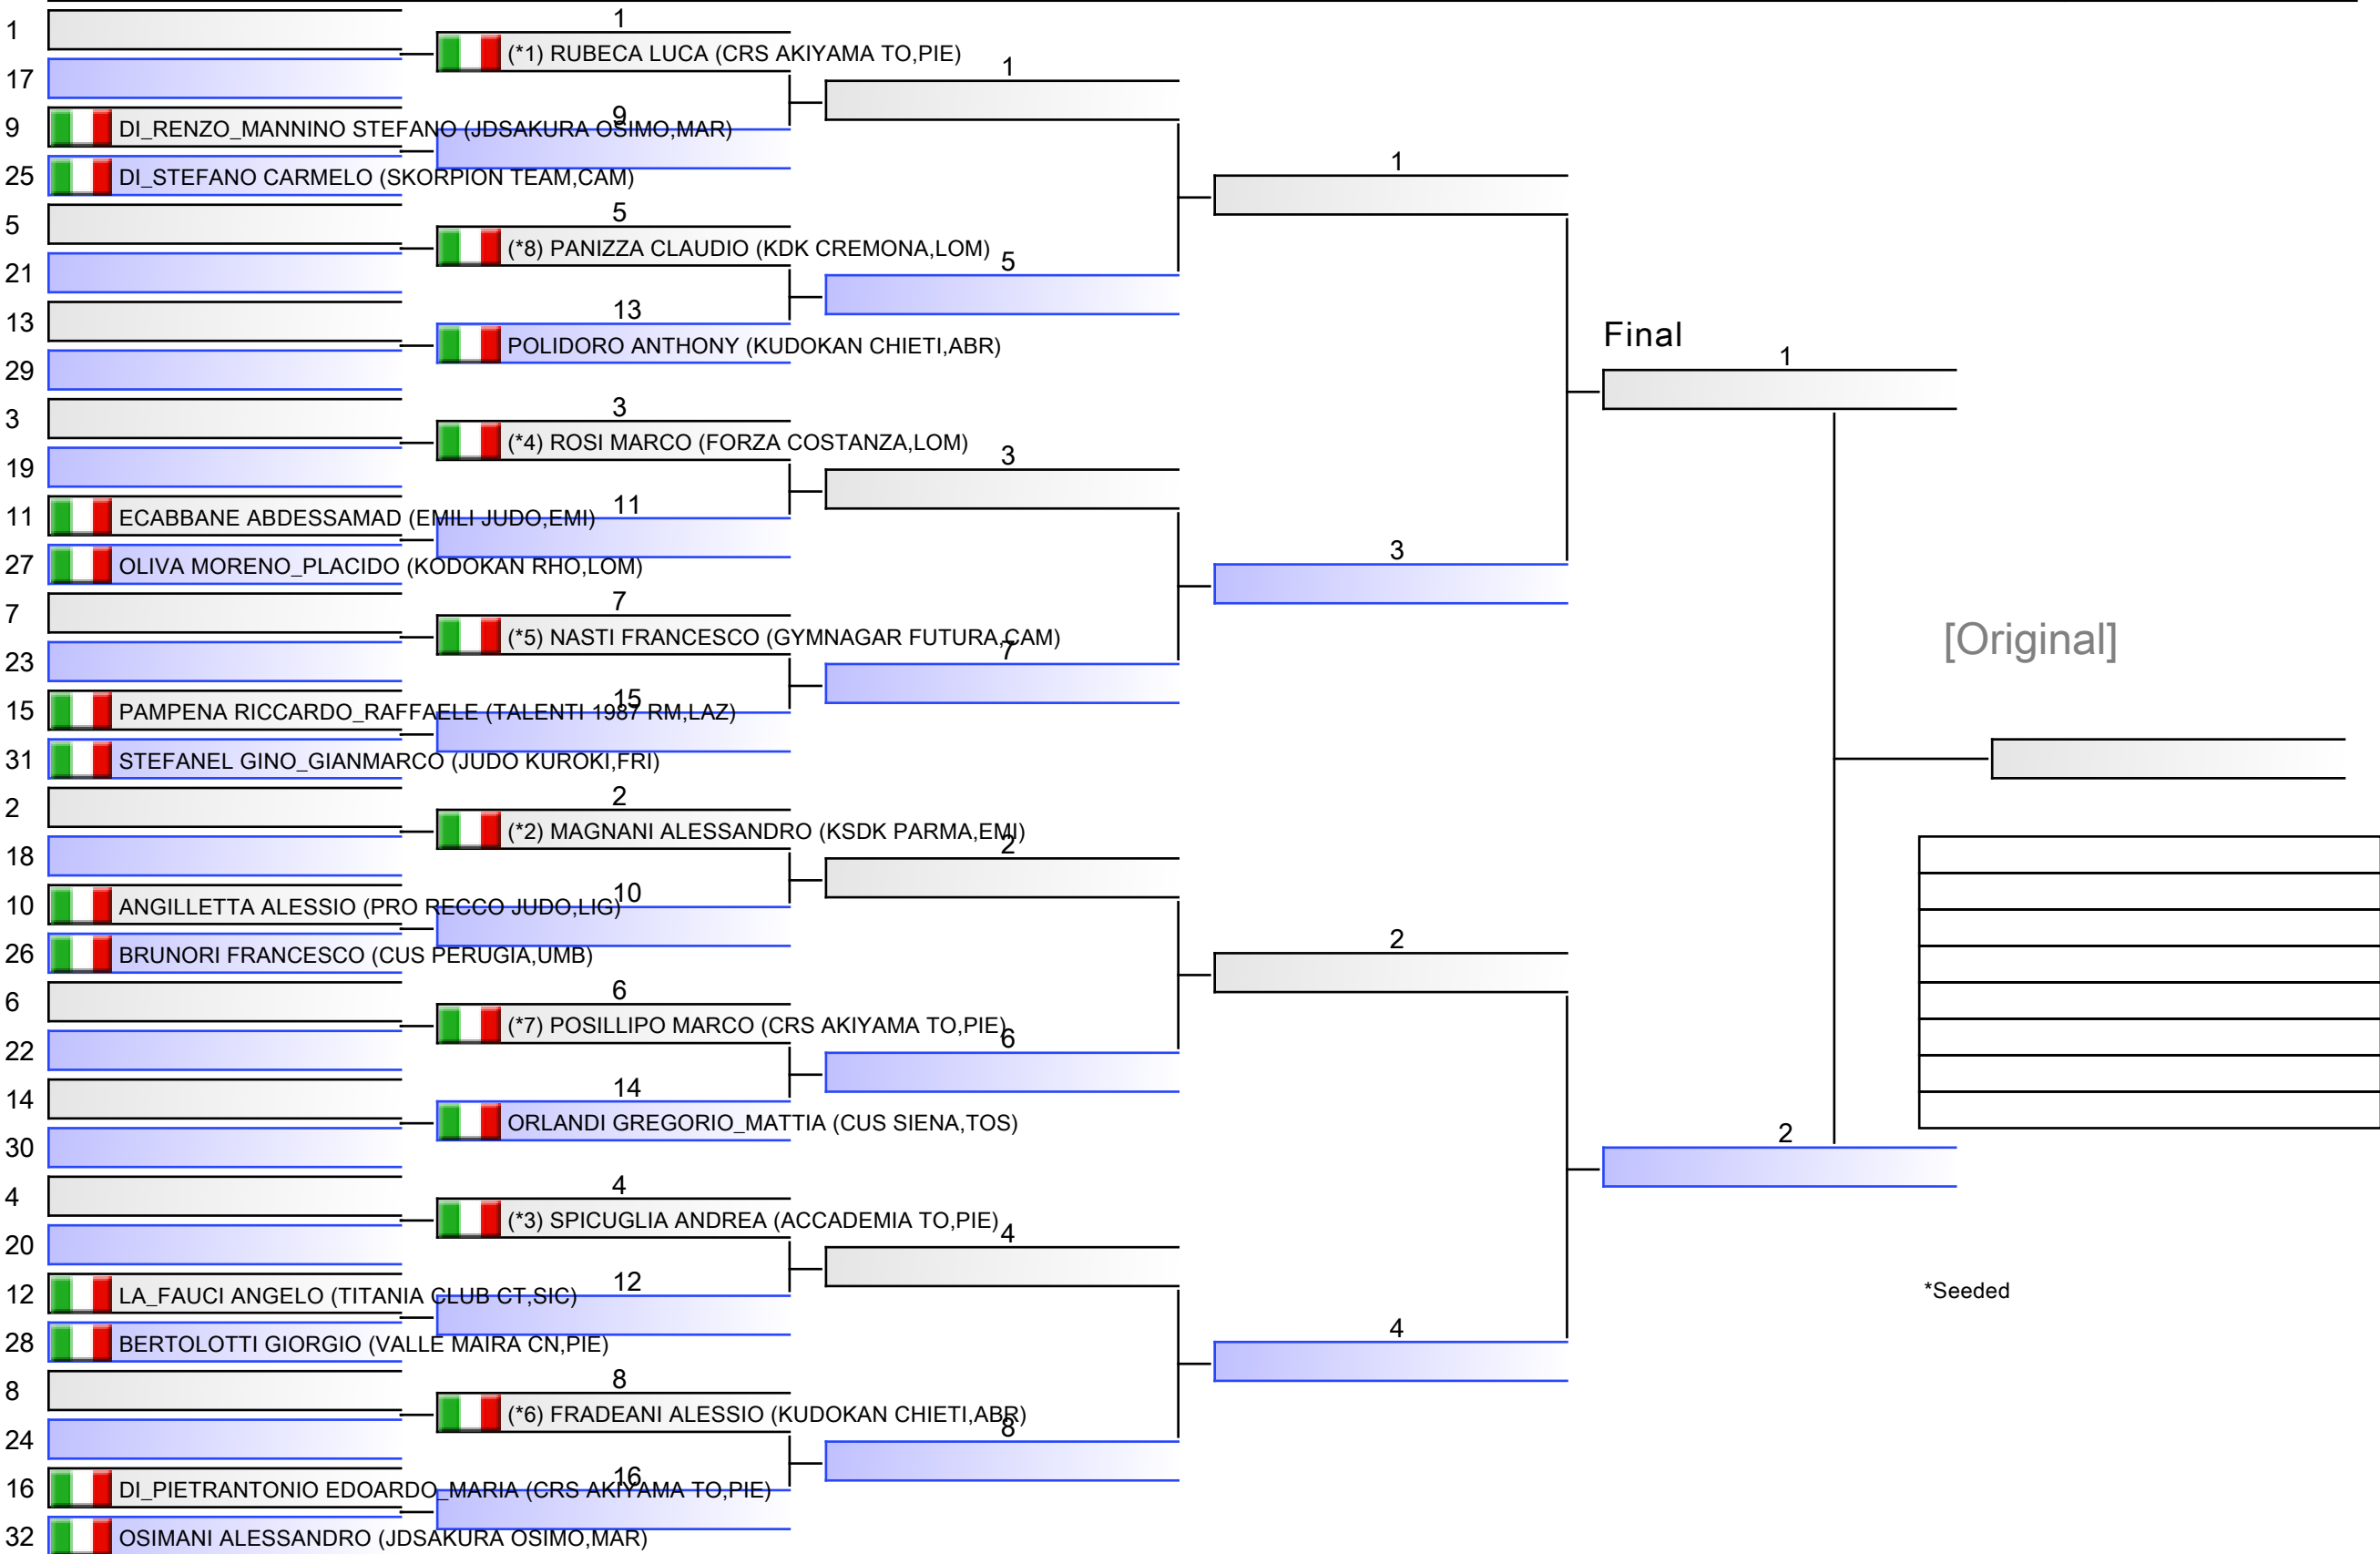 1
17
9 DI_RENZO_MANNINO STEFANO (JDSAKURA OSIMO,MAR)
25 DI_STEFANO CARMELO (SKORPION TEAM,CAM)
5
21
13
29
3
19
11 ECABBANE ABDESSAMAD (EMILI JUDO,EMI)
27 OLIVA MORENO_PLACIDO (KODOKAN RHO,LOM)
7
23
15 PAMPENA RICCARDO_RAFFAELE (TALENTI 1987 RM,LAZ)
31 STEFANEL GINO_GIANMARCO (JUDO KUROKI,FRI)
2
18
10 ANGILLETTA ALESSIO (PRO RECCO JUDO,LIG)
26 BRUNORI FRANCESCO (CUS PERUGIA,UMB)
6
22
14
30
4
20
12 LA_FAUCI ANGELO (TITANIA CLUB CT,SIC)
28 BERTOLOTTI GIORGIO (VALLE MAIRA CN,PIE)
8
24
16 DI_PIETRANTONIO EDOARDO_MARIA (CRS AKIYAMA TO,PIE)
32 OSIMANI ALESSANDRO (JDSAKURA OSIMO,MAR)
1
(*1) RUBECA LUCA (CRS AKIYAMA TO,PIE)
9
5
(*8) PANIZZA CLAUDIO (KDK CREMONA,LOM)
13
POLIDORO ANTHONY (KUDOKAN CHIETI,ABR)
3
(*4) ROSI MARCO (FORZA COSTANZA,LOM)
11
7
(*5) NASTI FRANCESCO (GYMNAGAR FUTURA,CAM)
15
2
(*2) MAGNANI ALESSANDRO (KSDK PARMA,EMI)
10
6
(*7) POSILLIPO MARCO (CRS AKIYAMA TO,PIE)
14
ORLANDI GREGORIO_MATTIA (CUS SIENA,TOS)
4
(*3) SPICUGLIA ANDREA (ACCADEMIA TO,PIE)
12
8
(*6) FRADEANI ALESSIO (KUDOKAN CHIETI,ABR)
16
1
5
3
7
2
6
4
8
1
3
2
4
Final
1
2
[Original]
*Seeded